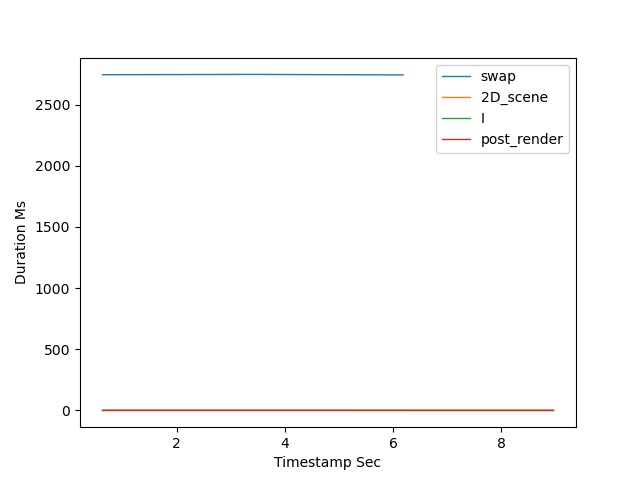 swap
2D_scene
I
post_render
2500
2000
1500
1000
500
0
Duration Ms
2
4
6
8
Timestamp Sec